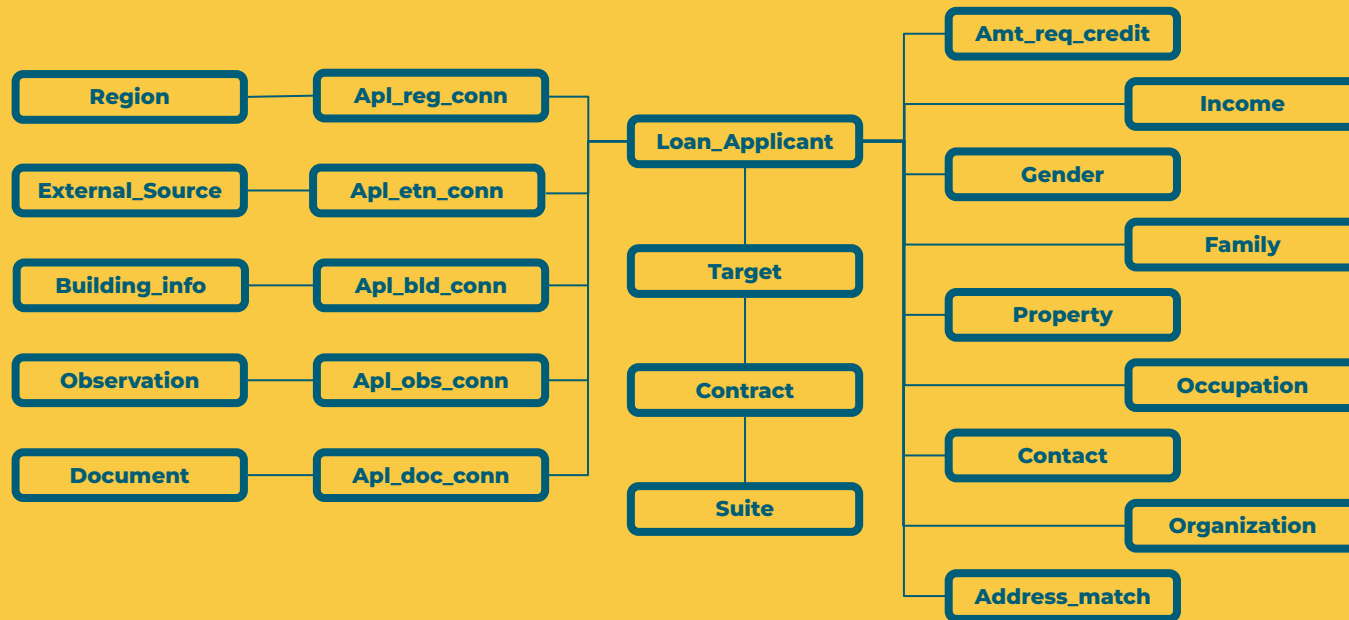 Region
Apl_reg_conn
External_Source
Apl_etn_conn
Building_info
Apl_bld_conn
Observation
Apl_obs_conn
Document
Apl_doc_conn
Loan_Applicant
Target
Contract
Suite
Amt_req_credit
Income
Gender
Family
Property
Occupation
Contact
Organization
Address_match